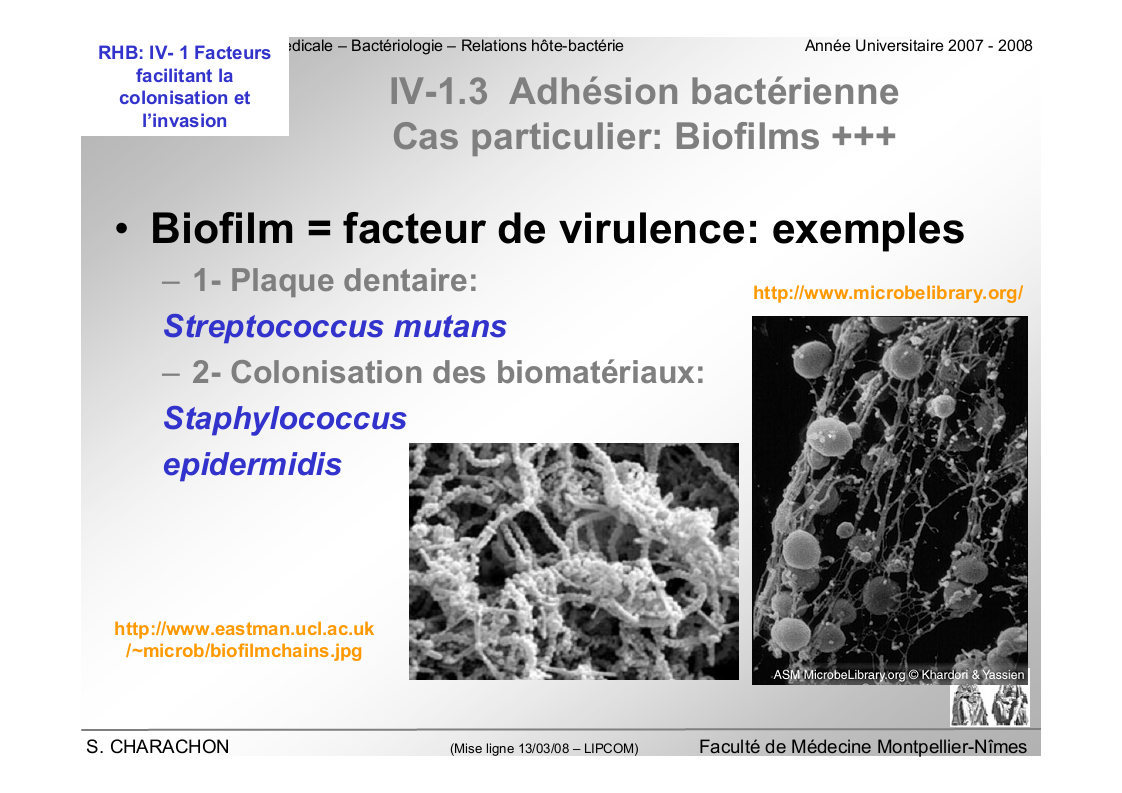 RHB: IV- 1 Facteurs
facilitant la
colonisation et
l'invasion
– Bactériologie – Relations hôte-bactérie
Année Universitaire 2007 - 2008
IV-1.3 Adhésion bactérienne
Cas particulier: Biofilms +++
• Biofilm = facteur de virulence: exemples
– 1- Plaque dentaire:
Streptococcus mutans
– 2- Colonisation des biomatériaux:
Staphylococcus
epidermidis
http://www.microbelibrary.org/
http://www.eastman.ucl.ac.uk
/~microb/biofilmchains.jpg
ASM MicrobeLibrary.org © Khardori & Yassien
S. CHARACHON
(Mise ligne 13/03/08 – LIPCOM)
Faculté de Médecine Montpellier-Nîmes